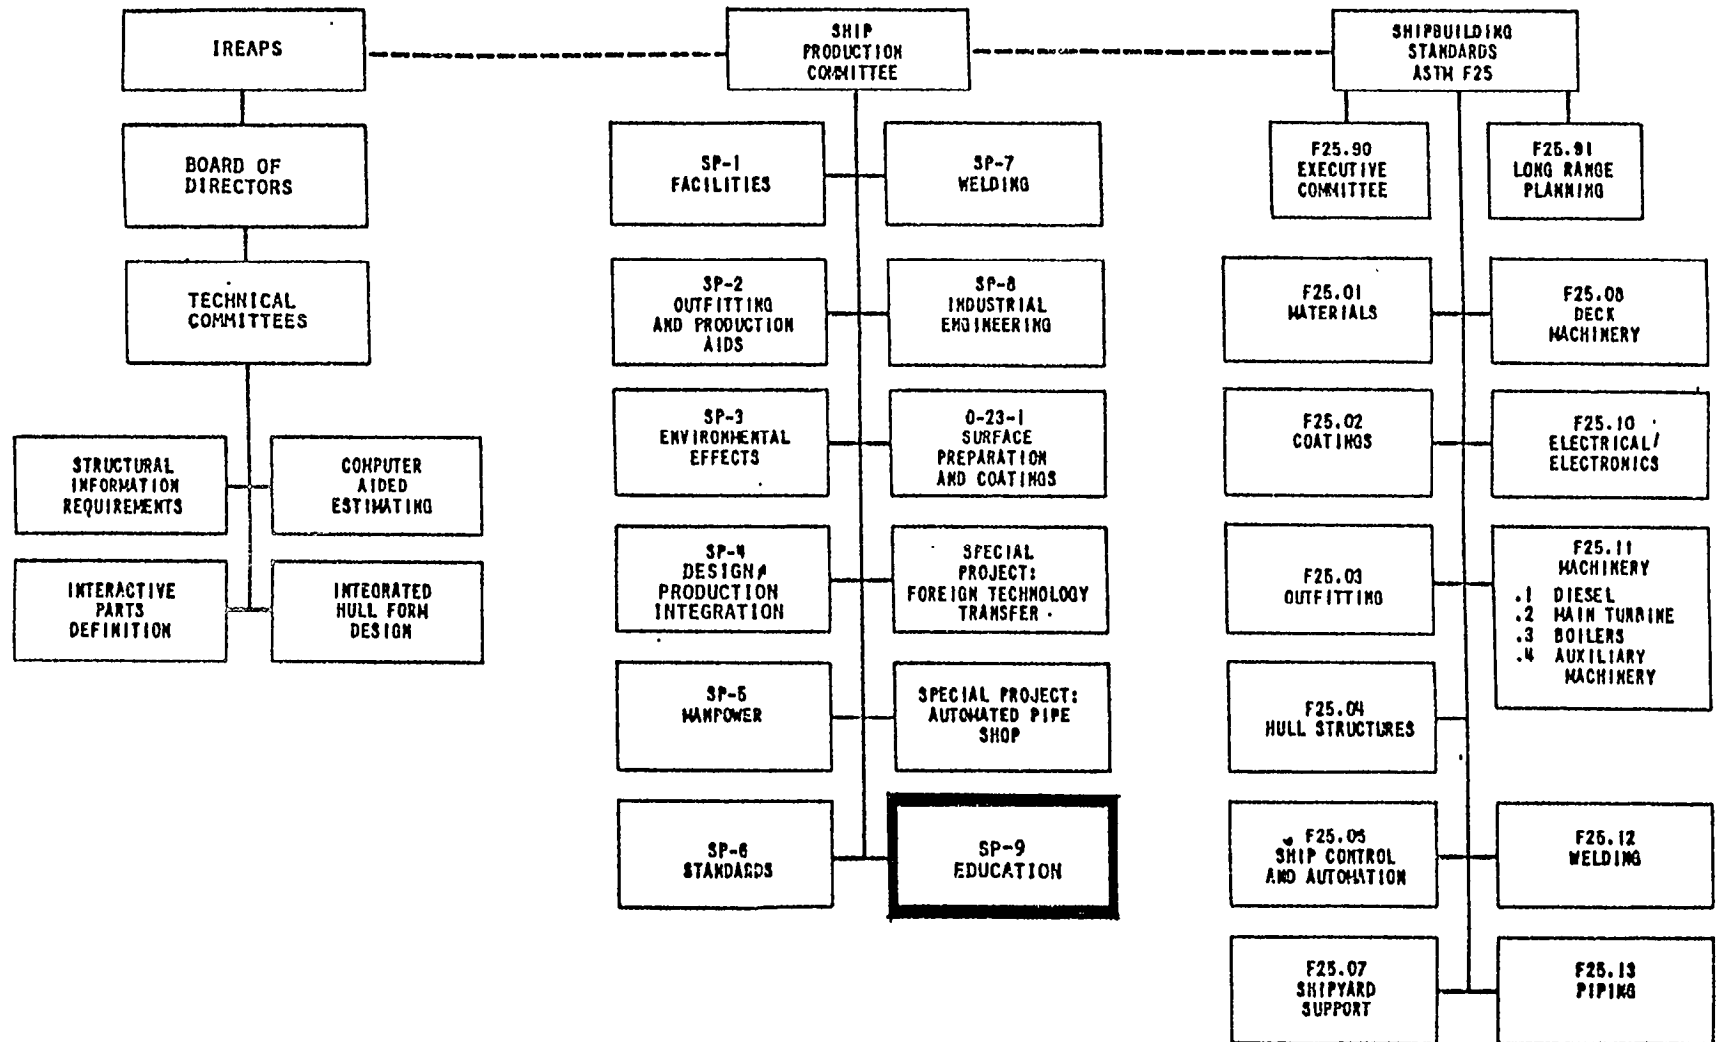 IREAPS
BOARD OF
DIRECTORS
TECHNICAL
COMMITTEES
STRUCTURAL
INFORMATION
REQUIREMENTS
COMPUTER
AIDED
ESTIMATING
INTERACTIVE
PARTS
DEFINITION
INTEGRATED
HULL FORM
DESIGN
SHIP
PRODUCTION
COMMITTEE
SP-1
FACILITIES
SP-7
WELDING
SP-2
OUTFITTING
AND PRODUCTION
AIDS
SP-8
INDUSTRIAL
ENGINEERING
SP-3
ENVIRONMENTAL
EFFECTS
O-23-1
SURFACE
PREPARATION
AND COATINGS
SP-4
DESIGN/
PRODUCTION
INTEGRATION
SPECIAL
PROJECT:
FOREIGN TECHNOLOGY
TRANSFER
SP-5
MANPOWER
SPECIAL PROJECT:
AUTOMATED PIPE
SHOP
SP-6
STANDARDS
SP-9
EDUCATION
SHIPBUILDING
STANDARDS
ASTM F25
F25.90
EXECUTIVE
COMMITTEE
F25.91
LONG RANGE
PLANNING
F25.01
MATERIALS
F25.08
DECK
MACHINERY
F25.02
COATINGS
F25.10
ELECTRICAL/
ELECTRONICS
F25.03
OUTFITTING
F25.11
MACHINERY
.1 DIESEL
.2 MAIN TURBINE
.3 BOILERS
.4 AUXILIARY
MACHINERY
F25.04
HULL STRUCTURES
F25.05
SHIP CONTROL
AND AUTOMATION
F25.12
WELDING
F25.07
SHIPYARD
SUPPORT
F25.13
PIPING